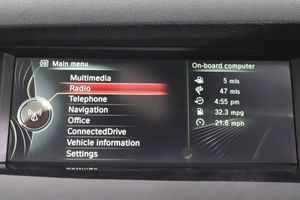 Main menu
Multimedia
Radio
Telephone
Navigation
Office
ConnectedDrive
Vehicle information
Settings
On-board computer
5 mls
47 mls
4:55 pm
32.3 mpg
21.6 mph